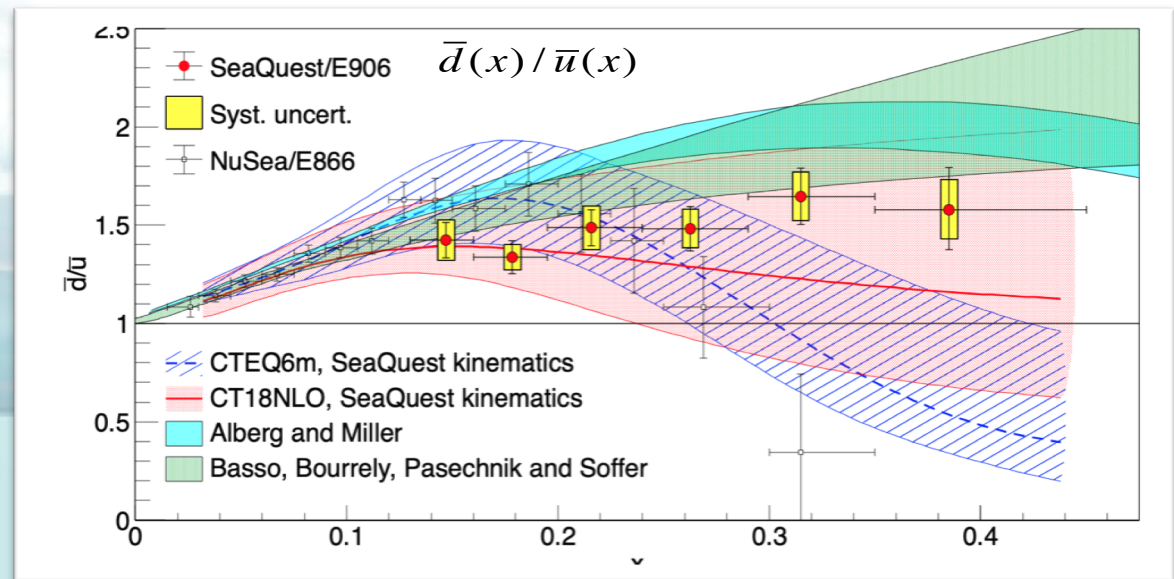 2.5
SeaQuest/E906
d̅(x) / u̅(x)
Syst. uncert.
2
NuSea/E866
1.5
d̅/u̅
1
CTEQ6m, SeaQuest kinematics
CT18NLO, SeaQuest kinematics
Alberg and Miller
0.5
Basso, Bourrely, Pasechnik and Soffer
0
0 0.1 0.2 0.3 0.4
x